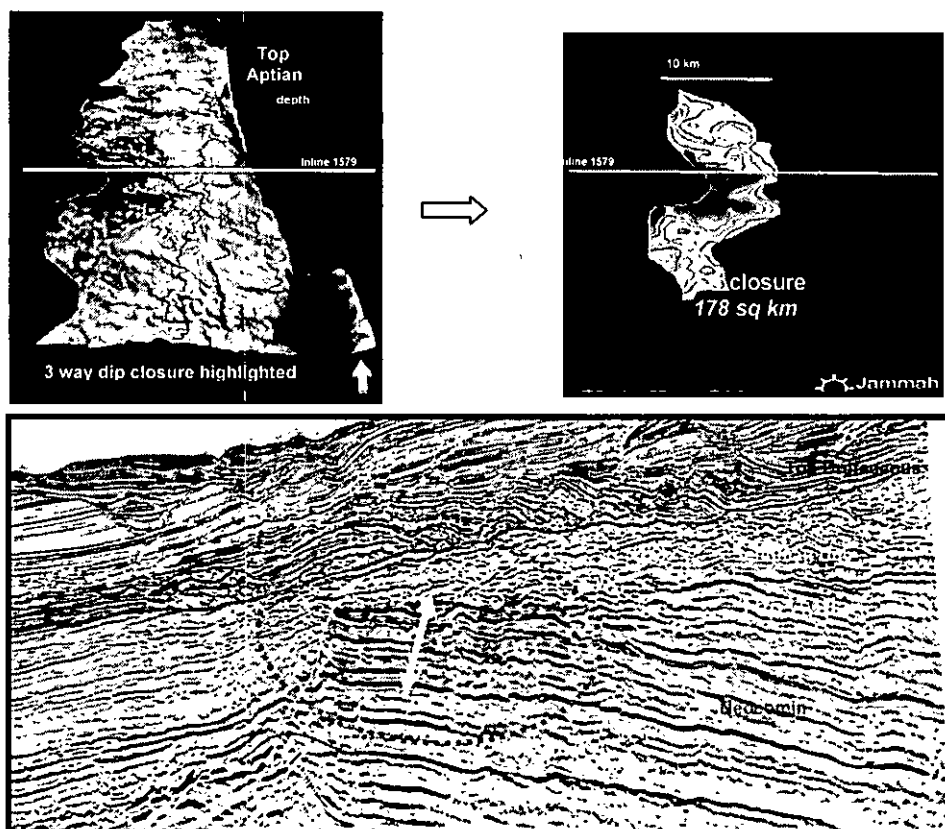 Top
Aptian
depth
Inline 1579
3 way dip closure highlighted
10 km
Inline 1579
closure
178 sq km
Jammah